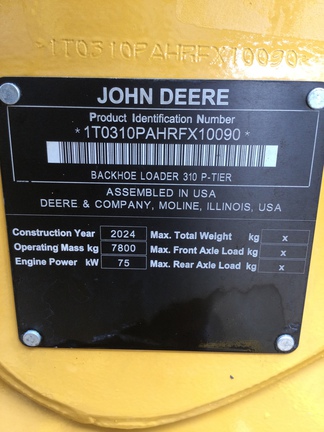 1T0310PAHRFX10090
JOHN DEERE
Product Identification Number
*1T0310PAHRFX10090*
BACKHOE LOADER 310 P-TIER
ASSEMBLED IN USA
DEERE & COMPANY, MOLINE, ILLINOIS, USA
Construction Year 2024 Max. Total Weight kg x
Operating Mass kg 7800 Max. Front Axle Load kg x
Engine Power kW 75 Max. Rear Axle Load kg x